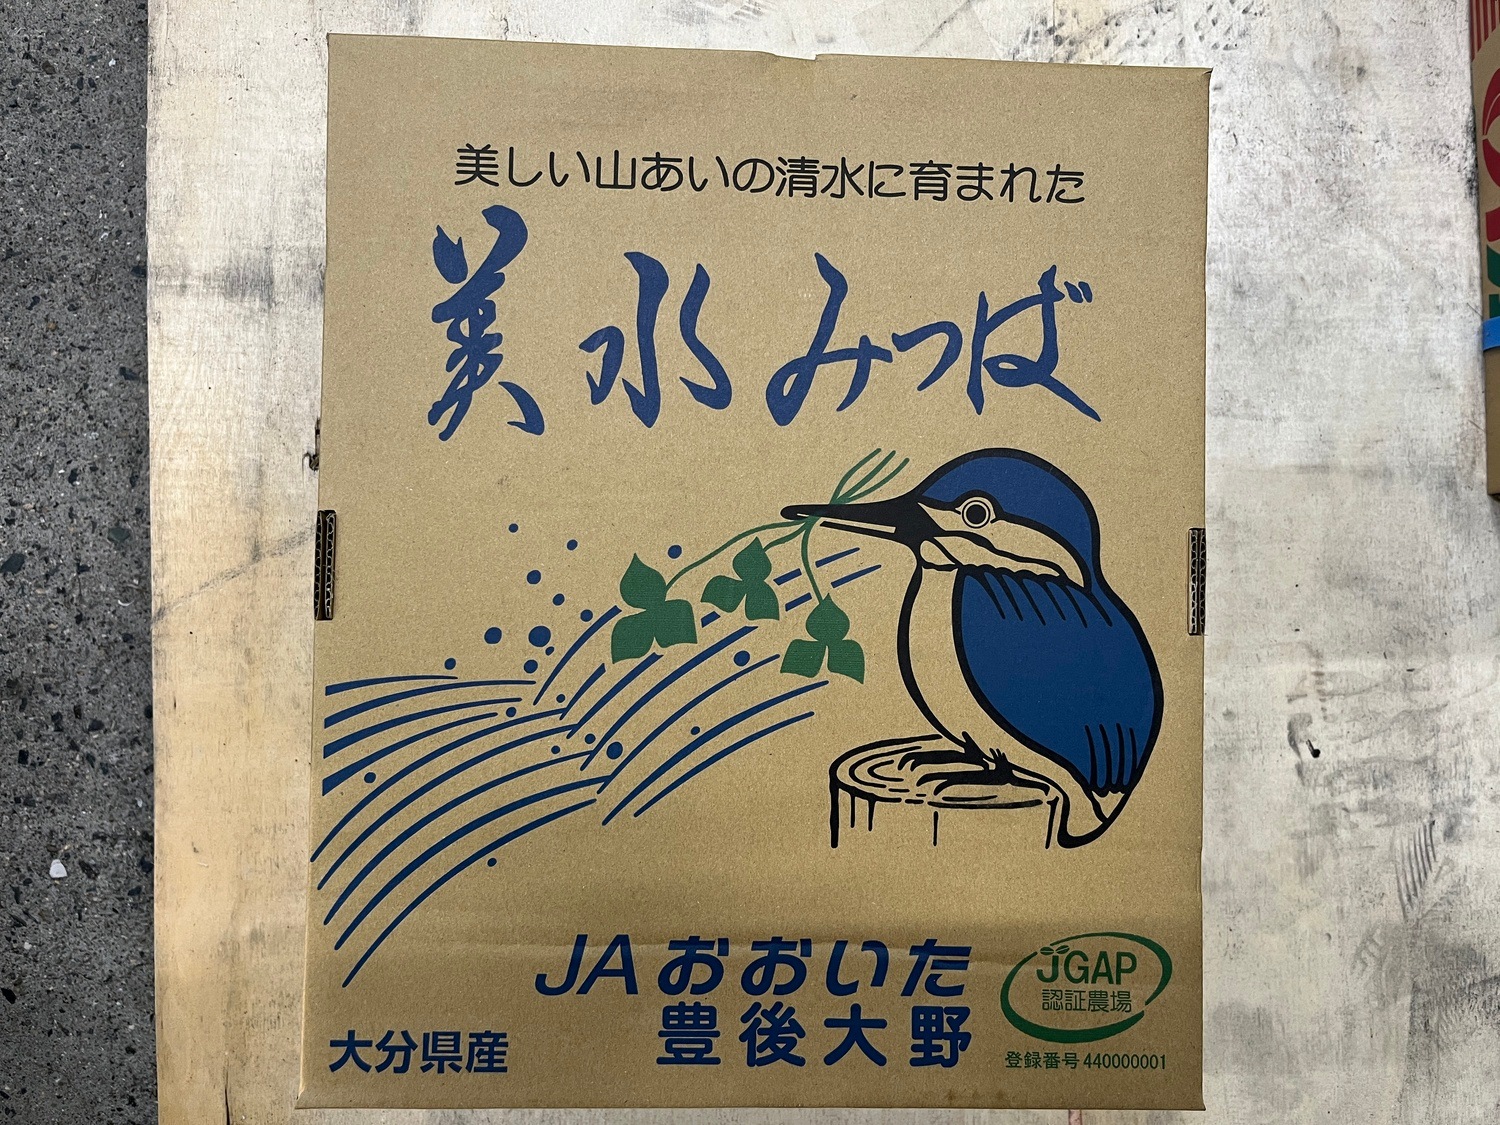 美しい山あいの清水に育まれた
美水みつば
JAおおいた
豊後大野
大分県産
JGAP
認証農場
登録番号440000001